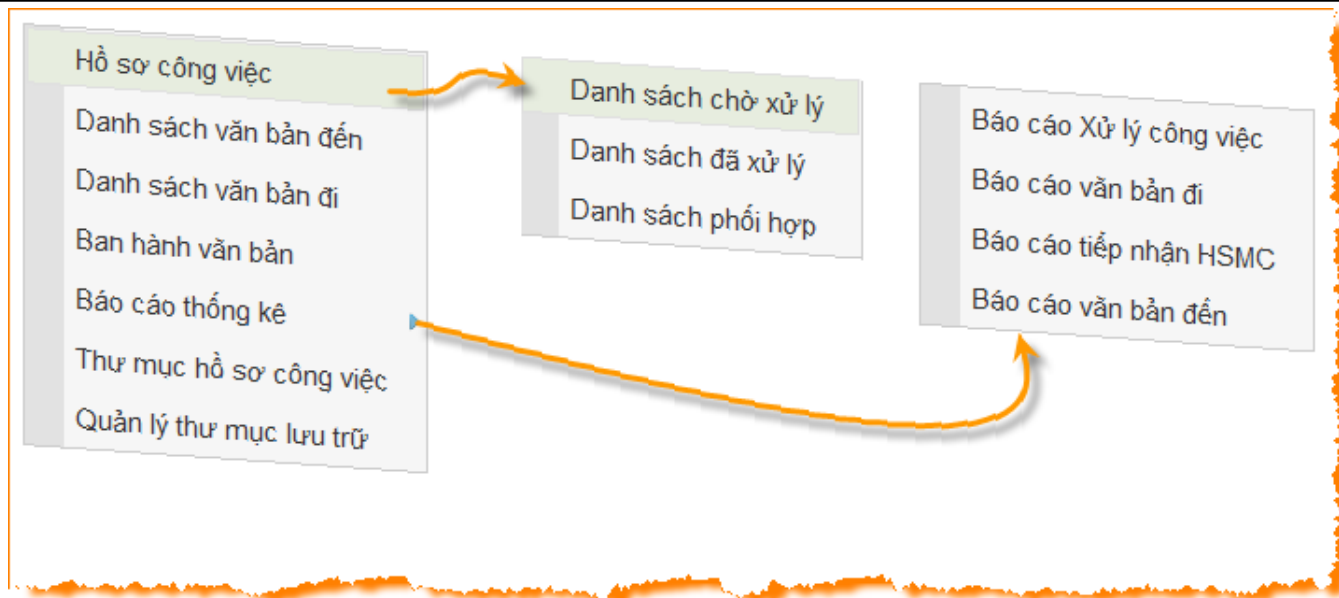 Hồ sơ công việc
Danh sách văn bản đến
Danh sách văn bản đi
Ban hành văn bản
Báo cáo thống kê
Thư mục hồ sơ công việc
Quản lý thư mục lưu trữ
Danh sách chờ xử lý
Danh sách đã xử lý
Danh sách phối hợp
Báo cáo Xử lý công việc
Báo cáo văn bản đi
Báo cáo tiếp nhận HSMC
Báo cáo văn bản đến